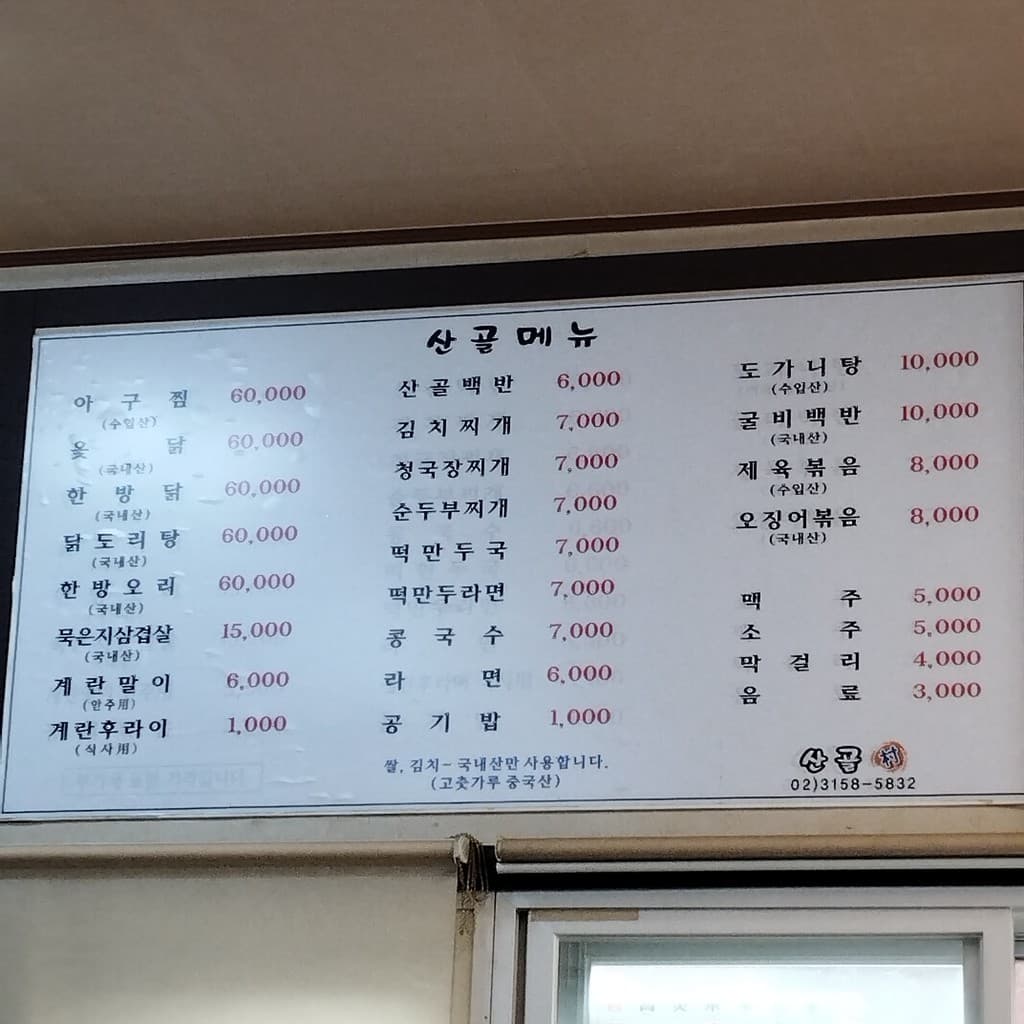 산골메뉴
아구찜 60,000
(수입산)
옻닭 60,000
(국내산)
한방닭 60,000
(국내산)
닭도리탕 60,000
(국내산)
한방오리 60,000
(국내산)
묵은지삼겹살 15,000
(국내산)
계란말이 6,000
(안주用)
계란후라이 1,000
(식사用)
산골백반 6,000
김치찌개 7,000
청국장찌개 7,000
순두부찌개 7,000
떡만두국 7,000
떡만두라면 7,000
콩국수 7,000
라면 6,000
공기밥 1,000
쌀, 김치- 국내산만 사용합니다.
(고춧가루 중국산)
도가니탕 10,000
(수입산)
굴비백반 10,000
(국내산)
제육볶음 8,000
(수입산)
오징어볶음 8,000
(국내산)
맥주 5,000
소주 5,000
막걸리 4,000
음료 3,000
산골村
02)3158-5832